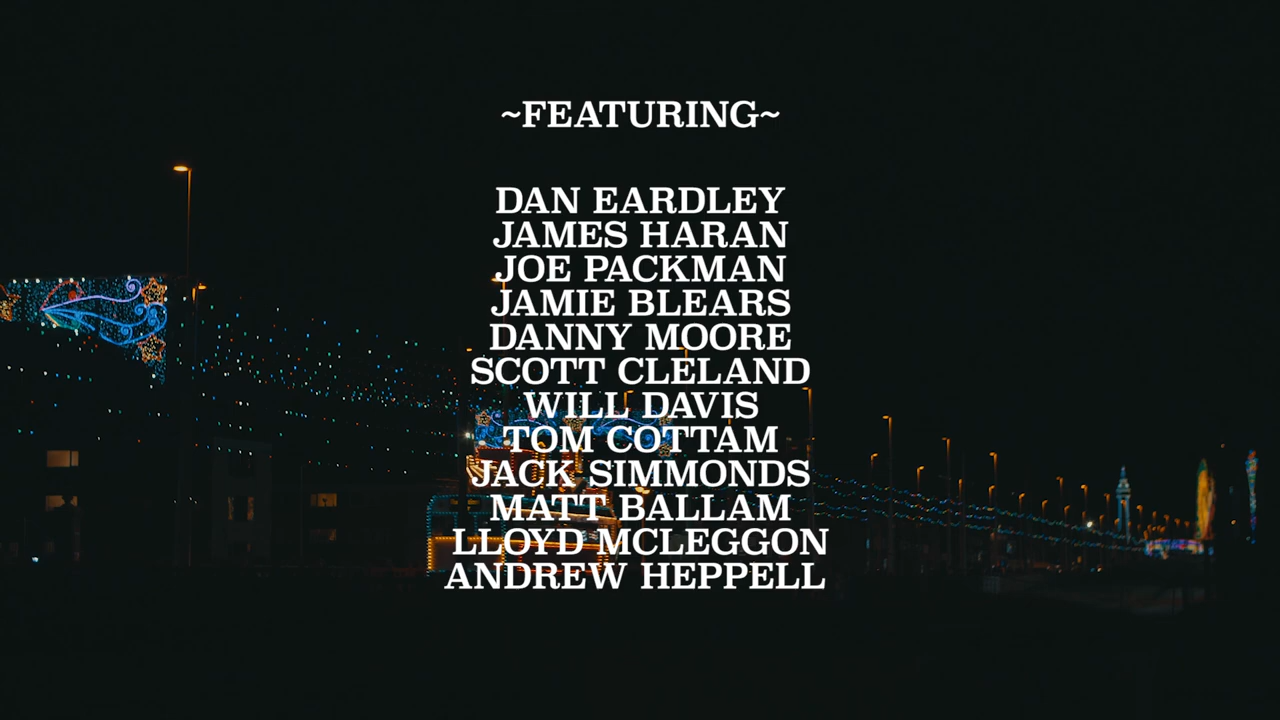 ~FEATURING~
DAN EARDLEY
JAMES HARAN
JOE PACKMAN
JAMIE BLEARS
DANNY MOORE
SCOTT CLELAND
WILL DAVIS
TOM COTTAM
JACK SIMMONDS
MATT BALLAM
LLOYD MCLEGGON
ANDREW HEPPELL